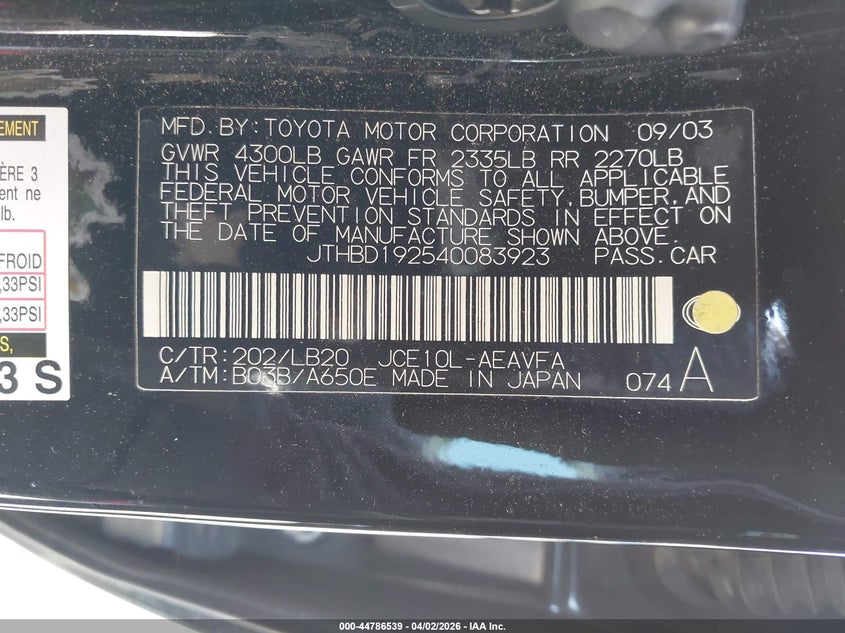 MFD. BY: TOYOTA MOTOR CORPORATION 09/03
GVWR 4300LB GAWR FR 2335LB RR 2270LB
THIS VEHICLE CONFORMS TO ALL APPLICABLE
FEDERAL MOTOR VEHICLE SAFETY, BUMPER, AND
THEFT PREVENTION STANDARDS IN EFFECT ON
THE DATE OF MANUFACTURE SHOWN ABOVE.
JTHBD192540083923 PASS. CAR
C/TR: 202/LB20 JCE10L-AEAVFA
A/TM: B03B/A650E MADE IN JAPAN 074 A
EMENT
ÈRE 3
ent ne
lb.
FROID
,33PSI
,33PSI
S,
3 S
000-44786539 - 04/02/2026 - IAA Inc.